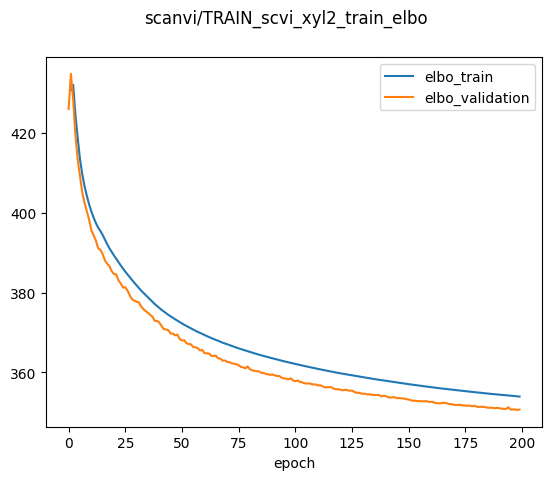 scanvi/TRAIN_scvi_xyl2_train_elbo
elbo_train
elbo_validation
420
400
380
360
0 25 50 75 100 125 150 175 200
epoch